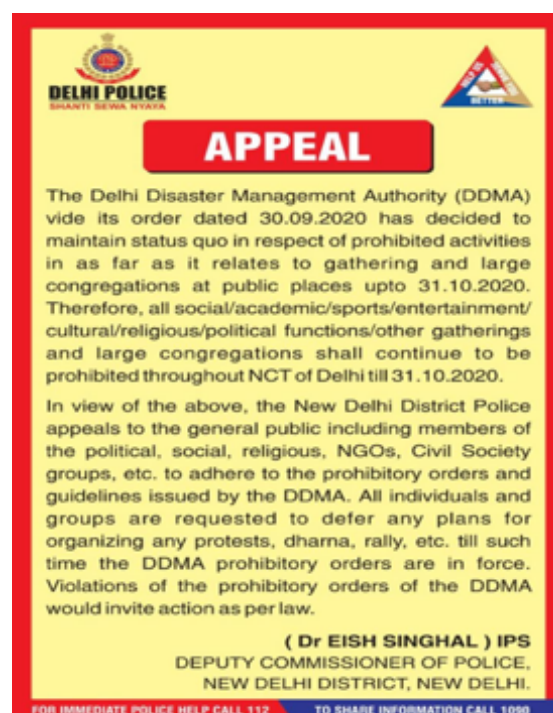 DELHI POLICE
SHANTI SEWA NYAYA
HELP US
SERVE YOU
BETTER
APPEAL
The Delhi Disaster Management Authority (DDMA)
vide its order dated 30.09.2020 has decided to
maintain status quo in respect of prohibited activities
in as far as it relates to gathering and large
congregations at public places upto 31.10.2020.
Therefore, all social/academic/sports/entertainment/
cultural/religious/political functions/other gatherings
and large congregations shall continue to be
prohibited throughout NCT of Delhi till 31.10.2020.
In view of the above, the New Delhi District Police
appeals to the general public including members of
the political, social, religious, NGOs, Civil Society
groups, etc. to adhere to the prohibitory orders and
guidelines issued by the DDMA. All individuals and
groups are requested to defer any plans for
organizing any protests, dharna, rally, etc. till such
time the DDMA prohibitory orders are in force.
Violations of the prohibitory orders of the DDMA
would invite action as per law.
( Dr EISH SINGHAL ) IPS
DEPUTY COMMISSIONER OF POLICE,
NEW DELHI DISTRICT, NEW DELHI.
FOR IMMEDIATE POLICE HELP CALL 112 TO SHARE INFORMATION CALL 1090